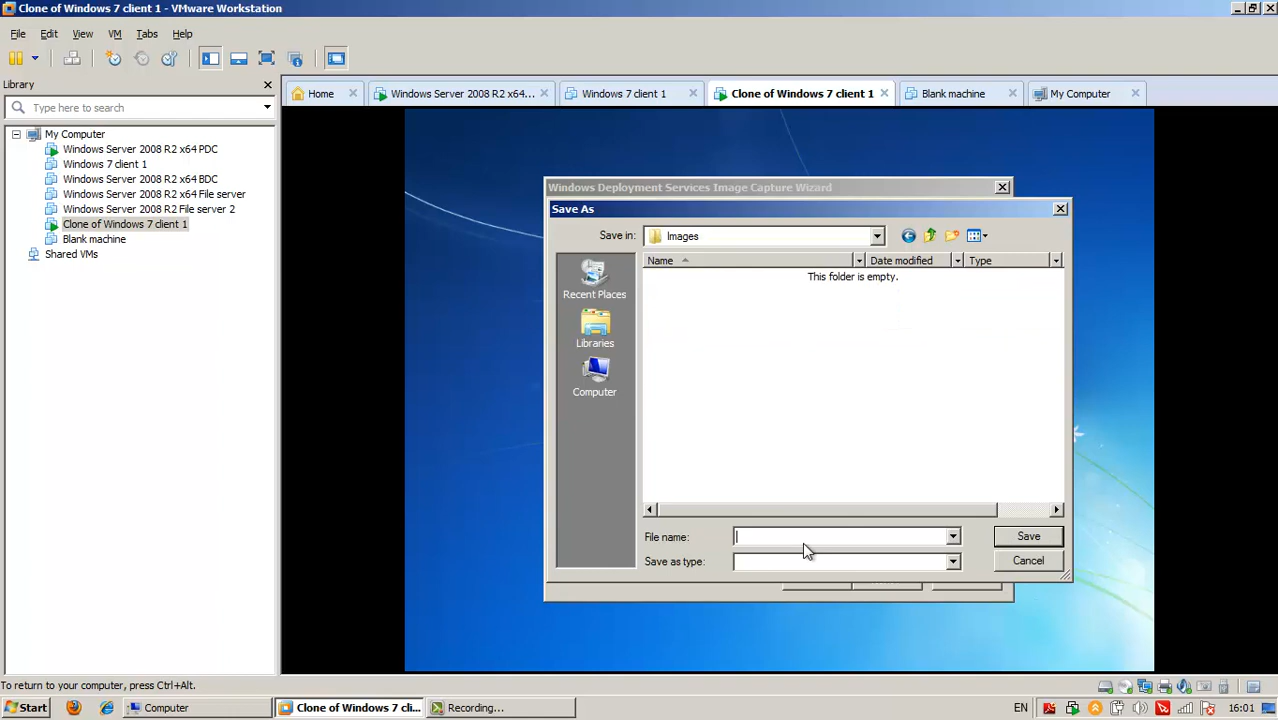 Clone of Windows 7 client 1 - VMware Workstation
File Edit View VM Tabs Help
Library
Type here to search
My Computer
Windows Server 2008 R2 x64 PDC
Windows 7 client 1
Windows Server 2008 R2 x64 BDC
Windows Server 2008 R2 x64 File server
Windows Server 2008 R2 File server 2
Clone of Windows 7 client 1
Blank machine
Shared VMs
Home Windows Server 2008 R2 x64... Windows 7 client 1 Clone of Windows 7 client 1 Blank machine My Computer
Windows Deployment Services Image Capture Wizard
Save As
Save in: Images
Name Date modified Type
This folder is empty.
Recent Places
Libraries
Computer
File name: Save
Save as type: Cancel
To return to your computer, press Ctrl+Alt.
Start Computer Clone of Windows 7 cli... Recording... EN 16:01